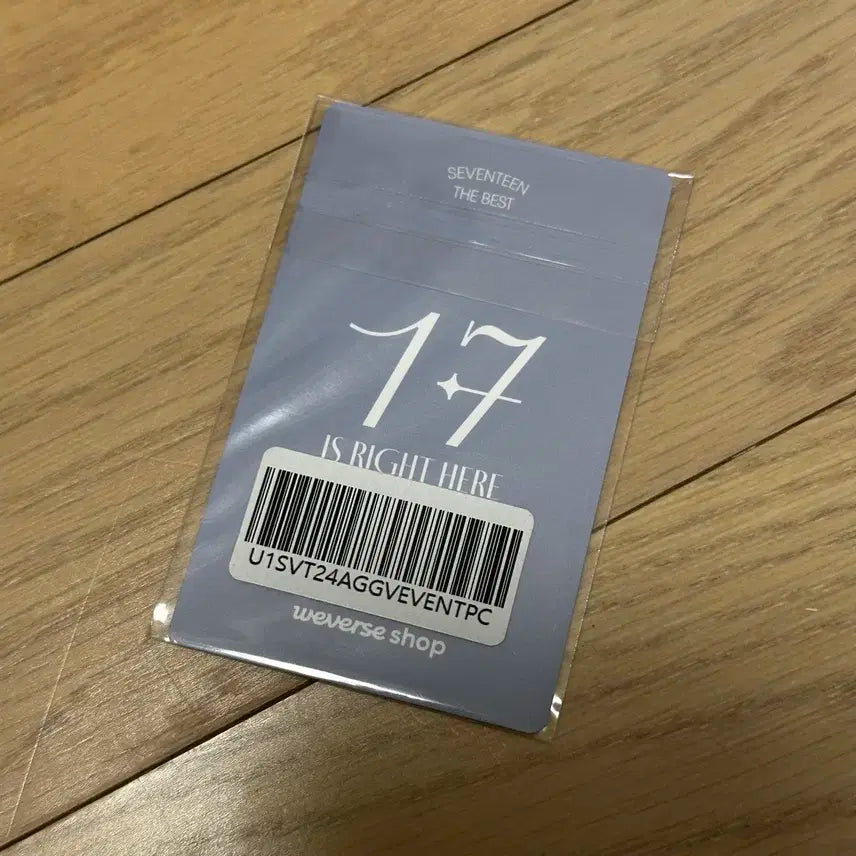 SEVENTEEN
THE BEST
17
IS RIGHT HERE
U1SVT24AGGVEVENTPC
weverse shop